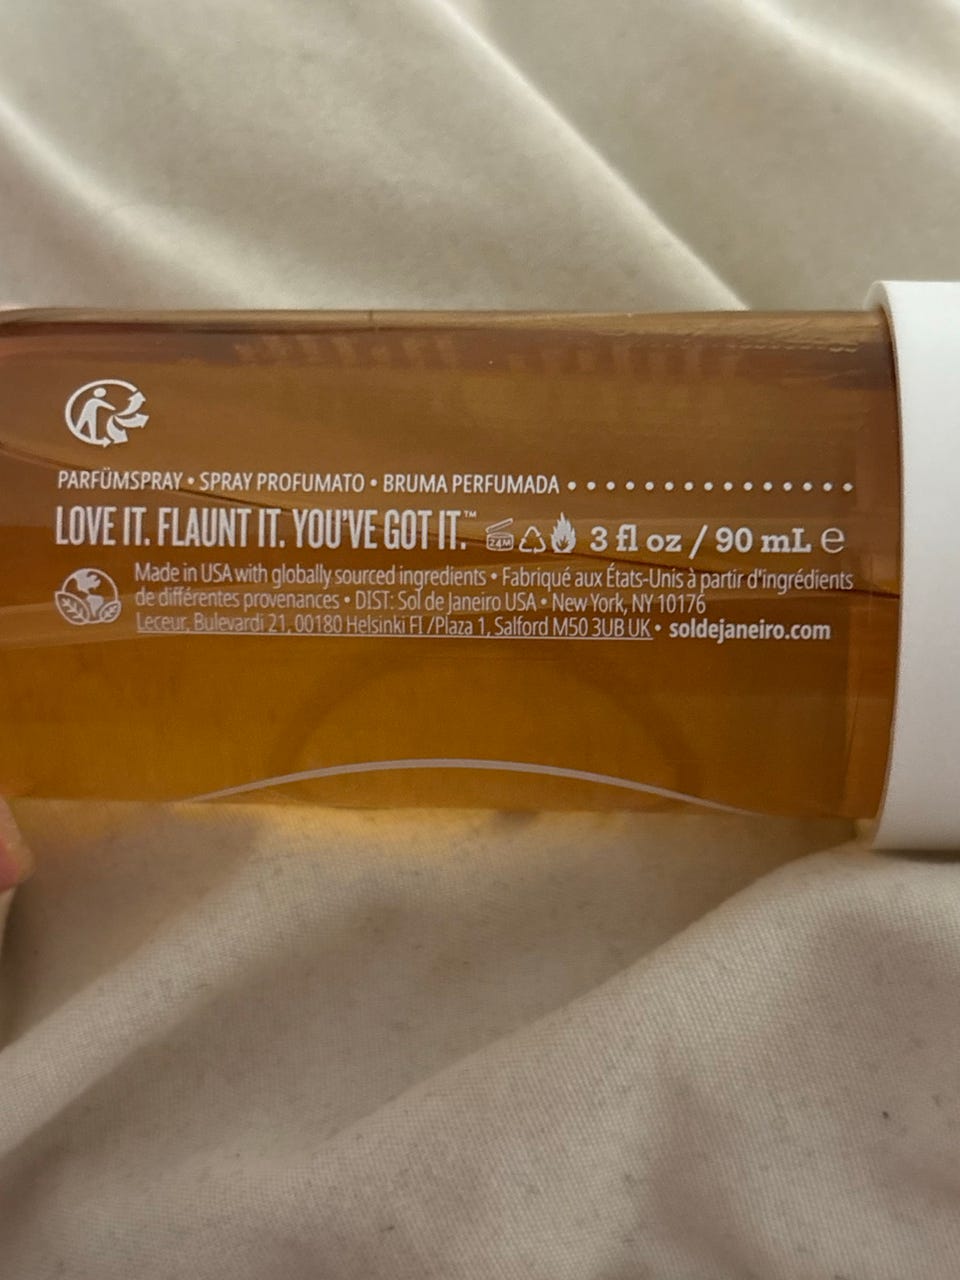 PARFÜMSPRAY • SPRAY PROFUMATO • BRUMA PERFUMADA • • • • • • • • • • • • • • •
LOVE IT. FLAUNT IT. YOU'VE GOT IT.™ 24M 3 fl oz / 90 mL ℮
Made in USA with globally sourced ingredients • Fabriqué aux États-Unis à partir d'ingrédients
de différentes provenances • DIST: Sol de Janeiro USA • New York, NY 10176
Leceur, Bulevardi 21, 00180 Helsinki FI /Plaza 1, Salford M50 3UB UK • soldejaneiro.com